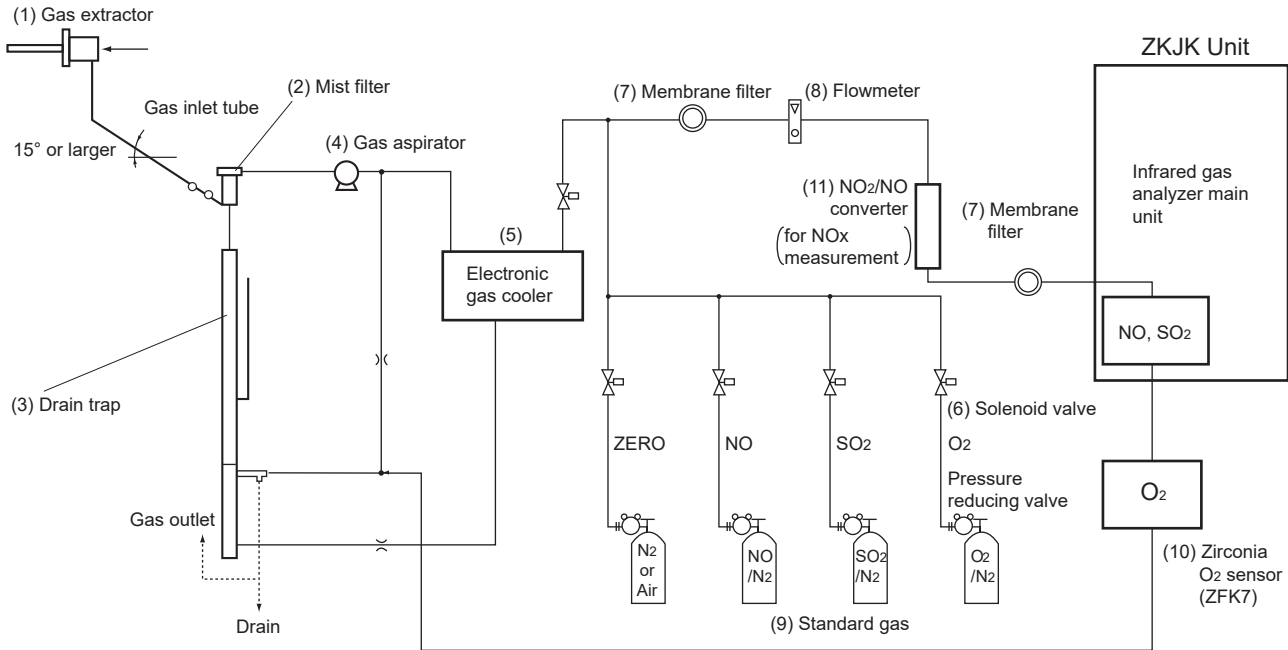 (1) Gas extractor
ZKJK Unit
(2) Mist filter
(7) Membrane filter
(8) Flowmeter
Gas inlet tube
(4) Gas aspirator
15° or larger
Infrared gas
analyzer main
unit
(11) NO2/NO
converter
(for NOx
measurement)
(7) Membrane
filter
(5)
Electronic
gas cooler
NO, SO2
(3) Drain trap
(6) Solenoid valve
ZERO
NO
SO2
O2
Pressure
reducing valve
O2
Gas outlet
N2
or
Air
NO
/N2
SO2
/N2
O2
/N2
(10) Zirconia
O2 sensor
(ZFK7)
Drain
(9) Standard gas